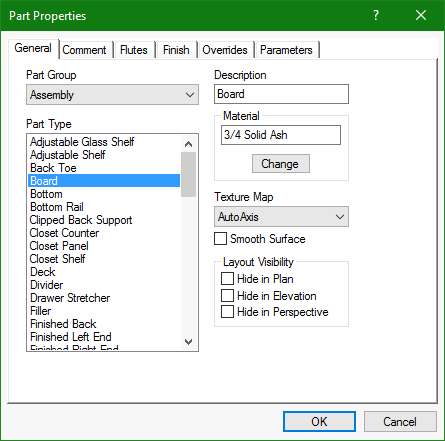 Part Properties
?
General
Comment
Flutes
Finish
Overrides
Parameters
Part Group
Assembly
Part Type
Adjustable Glass Shelf
Adjustable Shelf
Back Toe
Board
Bottom
Bottom Rail
Clipped Back Support
Closet Counter
Closet Panel
Closet Shelf
Deck
Divider
Drawer Stretcher
Filler
Finished Back
Finished Left End
Finished Right End
Description
Board
Material
3/4 Solid Ash
Change
Texture Map
AutoAxis
Smooth Surface
Layout Visibility
Hide in Plan
Hide in Elevation
Hide in Perspective
OK
Cancel